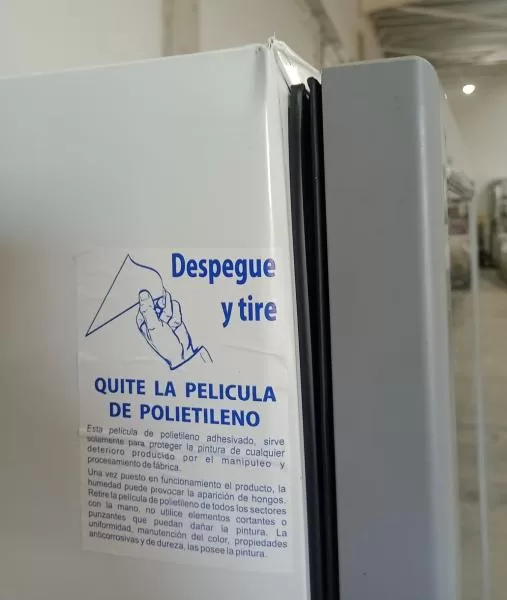 Despegue
y tire
QUITE LA PELICULA
DE POLIETILENO
Esta película de polietileno adhesivado, sirve
solamente para proteger la pintura de cualquier
deterioro producido por el maniputeo y
procesamiento de fábrica.
Una vez puesto en funcionamiento el producto, la
humedad puede provocar la aparición de hongos.
Retire la película de polietileno de todos los sectores
con la mano, no utilice elementos cortantes o
punzantes que puedan dañar la pintura. La
uniformidad, manutención del color, propiedades
anticorrosivas y de dureza, las posee la pintura.